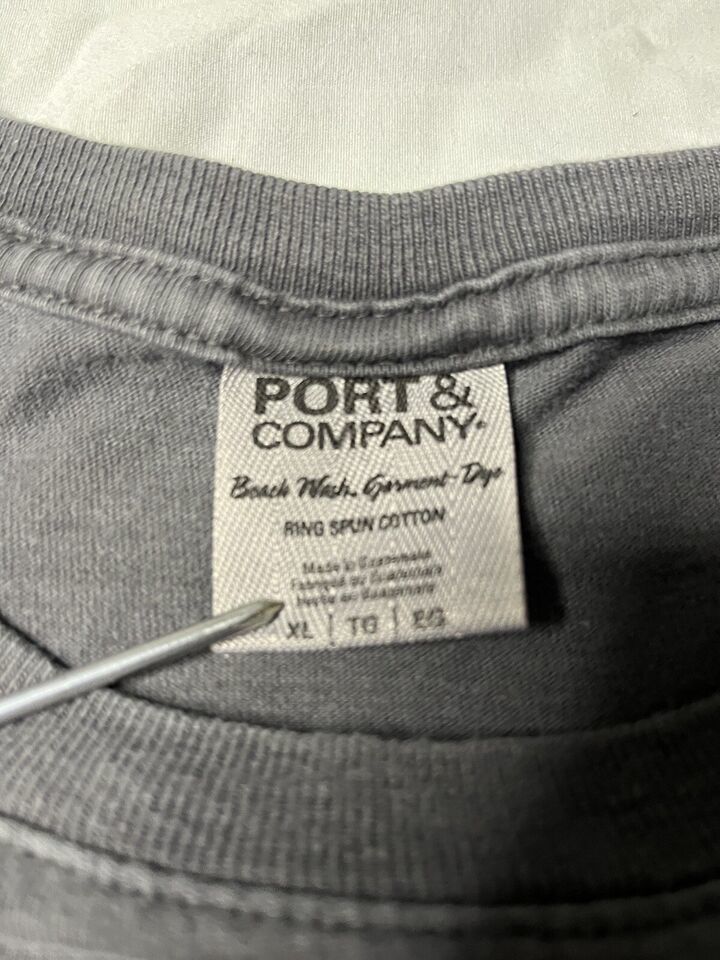 PORT &
COMPANY®
Beach Wash® Garment-Dye
RING SPUN COTTON
Made in Guatemala
Fabriqué au Guatemala
Hecho en Guatemala
XL | TG | EG